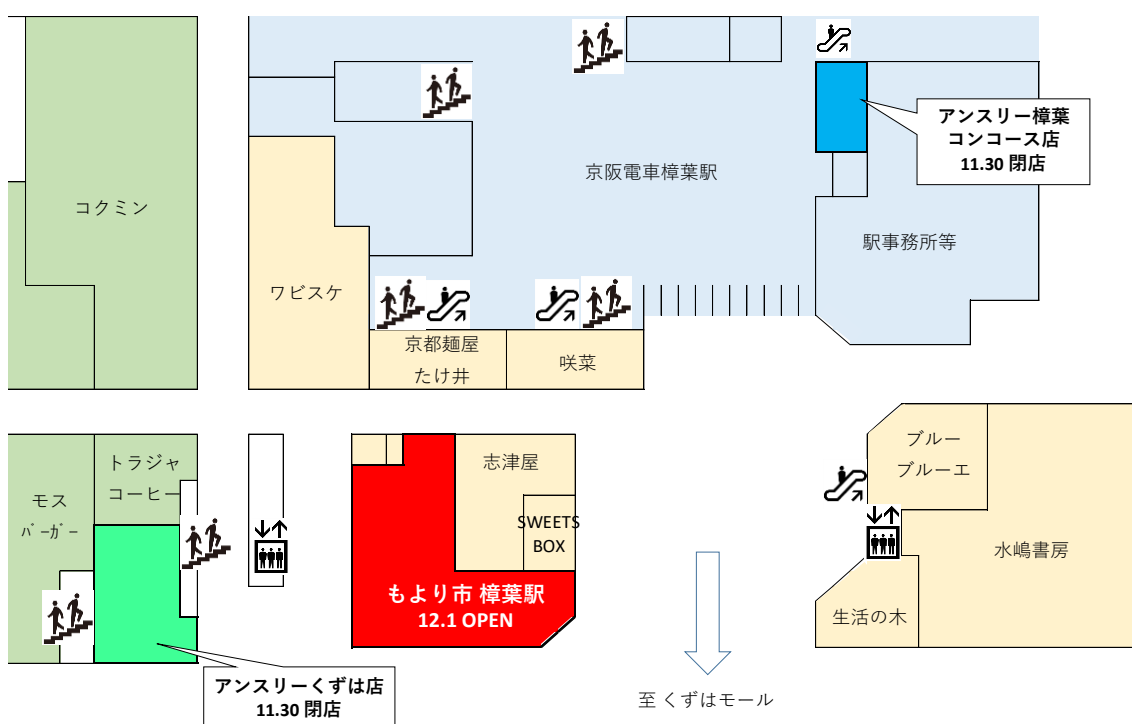 アンスリー樟葉
コンコース店
11.30 閉店
京阪電車樟葉駅
コクミン
駅事務所等
ワビスケ
京都麺屋
たけ井
咲菜
ブルー
ブルーエ
トラジャ
コーヒー
志津屋
モス
バーガー
SWEETS
BOX
水嶋書房
もより市 樟葉駅
12.1 OPEN
生活の木
アンスリーくずは店
11.30 閉店
至 くずはモール